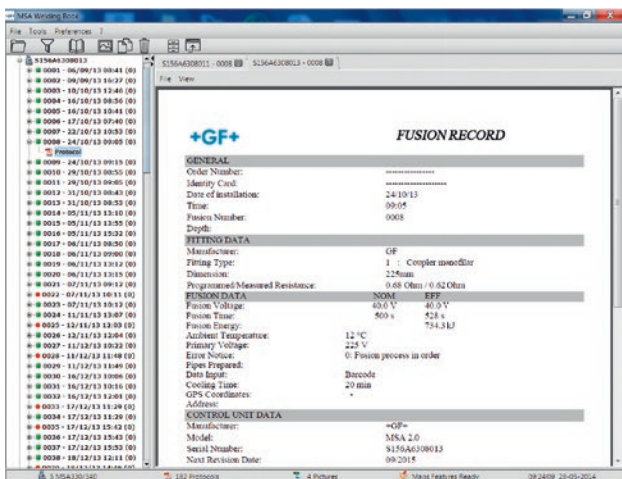 MSA Welding Book
File Tools Preferences ?
S156A6308013
0001 - 06/09/13 08:41 (0)
0002 - 09/09/13 16:27 (0)
0003 - 10/10/13 12:46 (0)
0004 - 16/10/13 08:56 (0)
0005 - 16/10/13 10:41 (0)
0006 - 17/10/13 07:40 (0)
0007 - 22/10/13 10:53 (0)
0008 - 24/10/13 09:05 (0)
Protocol
0009 - 24/10/13 09:15 (0)
0010 - 29/10/13 08:55 (0)
0011 - 29/10/13 09:05 (0)
0012 - 31/10/13 08:43 (0)
0013 - 31/10/13 08:53 (0)
0014 - 05/11/13 13:10 (0)
0015 - 05/11/13 13:55 (0)
0016 - 05/11/13 15:32 (0)
0017 - 06/11/13 08:50 (0)
0018 - 06/11/13 09:00 (0)
0019 - 06/11/13 13:12 (0)
0020 - 06/11/13 13:15 (0)
0021 - 07/11/13 09:12 (0)
0022 - 07/11/13 10:11 (0)
0023 - 07/11/13 10:12 (0)
0024 - 11/11/13 13:07 (0)
0025 - 12/11/13 12:03 (0)
0026 - 12/11/13 12:04 (0)
0027 - 12/11/13 10:22 (0)
0028 - 11/12/13 11:48 (0)
0029 - 11/12/13 11:49 (0)
0030 - 16/12/13 10:06 (0)
0031 - 16/12/13 10:16 (0)
0032 - 16/12/13 12:01 (0)
0033 - 17/12/13 11:29 (0)
0034 - 17/12/13 11:29 (0)
0035 - 17/12/13 15:42 (0)
0036 - 17/12/13 15:43 (0)
0037 - 17/12/13 15:53 (0)
0038 - 18/12/13 12:11 (0)
S156A6308011 - 0008 S156A6308013 - 0008
File View
+GF+ FUSION RECORD
GENERAL
Order Number: ----------------
Identity Card: --------------------
Date of installation: 24/10/13
Time: 09:05
Fusion Number: 0008
Depth:
FITTING DATA
Manufacturer: GF
Fitting Type: 1 : Coupler monofilar
Dimension: 225mm
Programmed/Measured Resistance: 0.68 Ohm / 0.62 Ohm
FUSION DATA NOM EFF
Fusion Voltage: 40.0 V 40.0 V
Fusion Time: 500 s 528 s
Fusion Energy: 734.3 kJ
Ambient Temperature: 12 °C
Primary Voltage: 225 V
Error Notice: 0: Fusion process in order
Pipes Prepared:
Data Input: Barcode
Cooling Time: 20 min
GPS Coordinates: -
Address:
CONTROL UNIT DATA
Manufacturer: +GF+
Model: MSA 2.0
Serial Number: S156A6308013
Next Revision Date: 09/2015
5 MSA330/340 182 Protocols 4 Pictures Maps Features Ready 09:24:09 28-05-2014